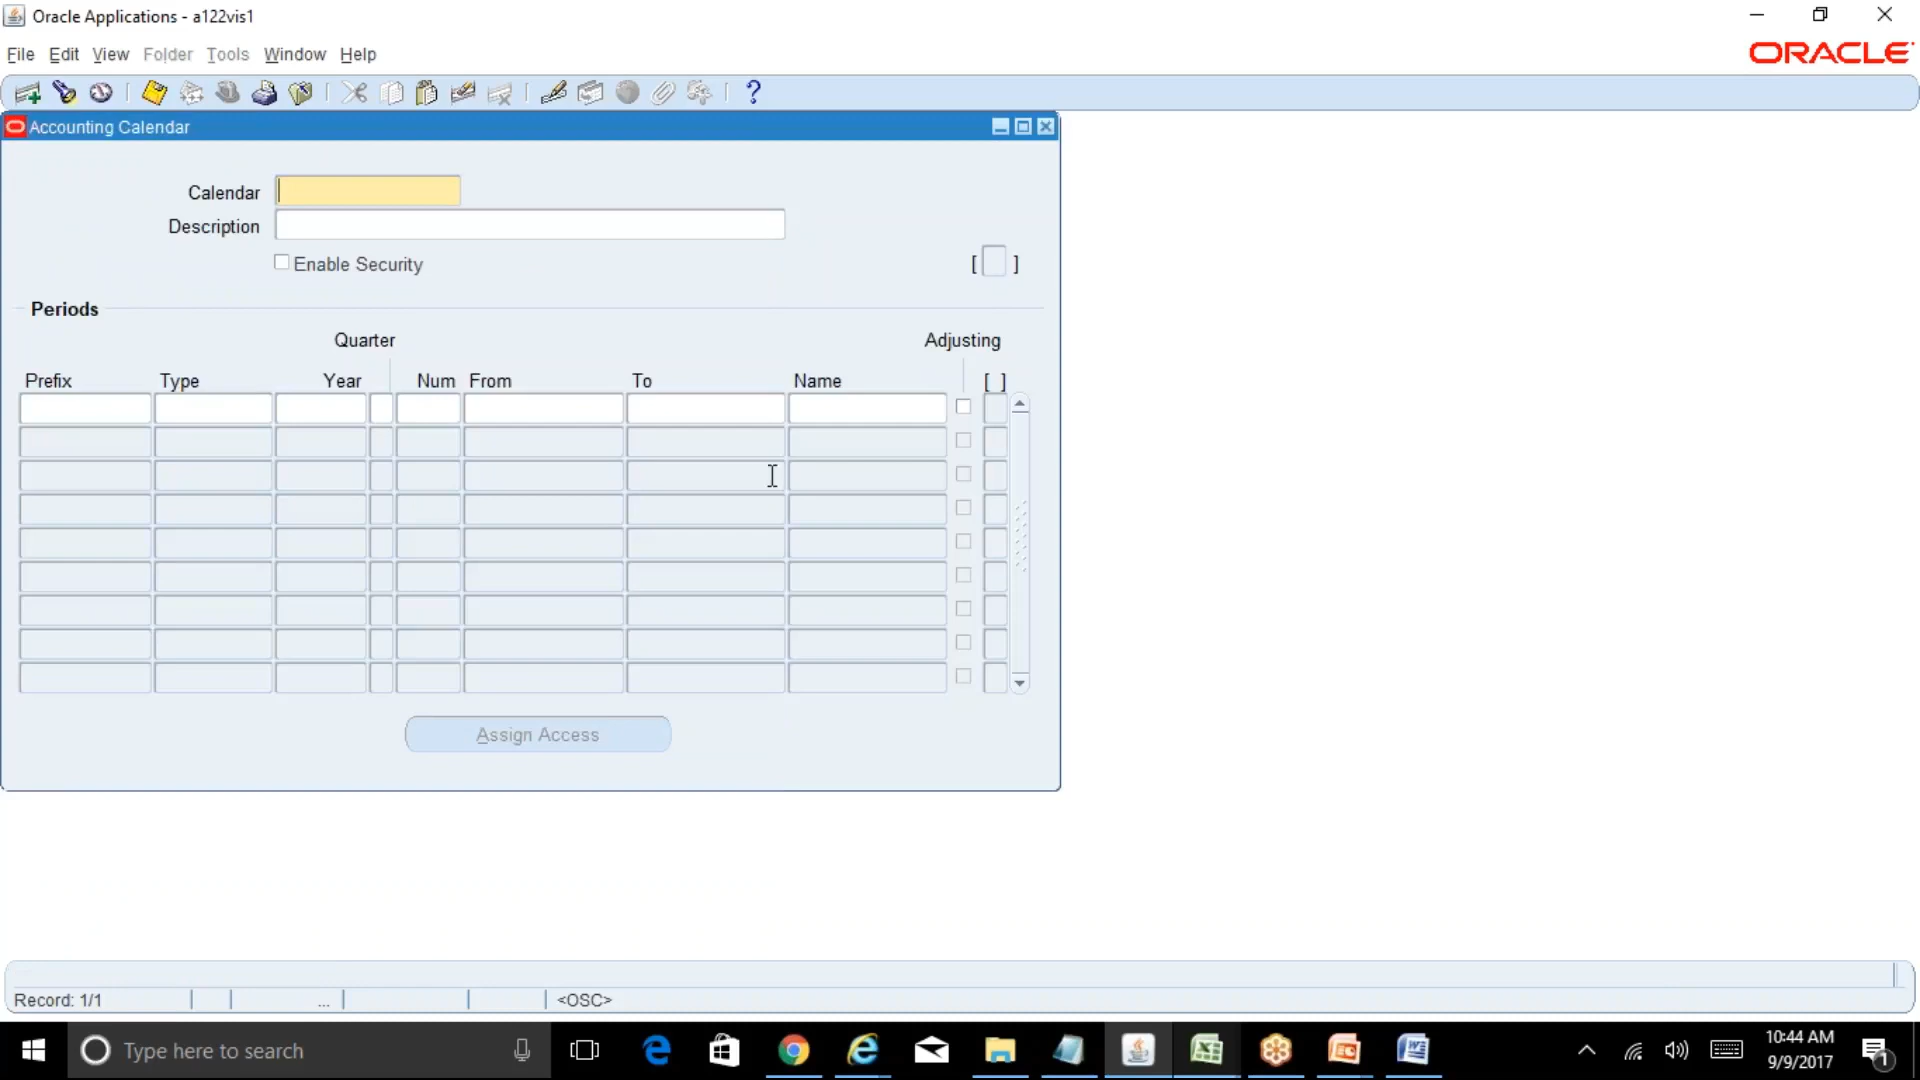 Oracle Applications - a122vis1
File Edit View Folder Tools Window Help
ORACLE
?
Accounting Calendar
Calendar
Description
Enable Security
[ ]
Periods
Quarter
Adjusting
Prefix Type Year Num From To Name [ ]
Assign Access
Record: 1/1 ... <OSC>
Type here to search
10:44 AM
9/9/2017
1